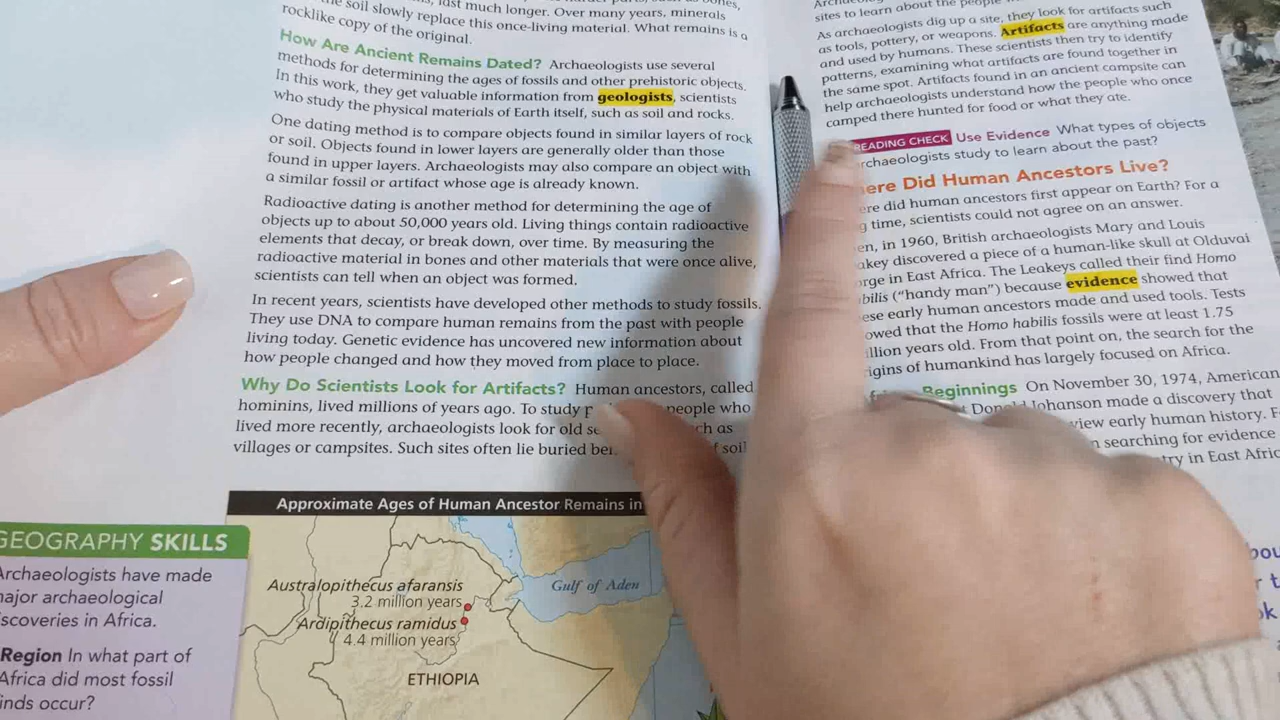 last much longer. Over many years, minerals
the soil slowly replace this once-living material. What remains is a
rocklike copy of the original.
How Are Ancient Remains Dated? Archaeologists use several
methods for determining the ages of fossils and other prehistoric objects.
In this work, they get valuable information from geologists, scientists
who study the physical materials of Earth itself, such as soil and rocks.
One dating method is to compare objects found in similar layers of rock
or soil. Objects found in lower layers are generally older than those
found in upper layers. Archaeologists may also compare an object with
a similar fossil or artifact whose age is already known.
Radioactive dating is another method for determining the age of
objects up to about 50,000 years old. Living things contain radioactive
elements that decay, or break down, over time. By measuring the
radioactive material in bones and other materials that were once alive,
scientists can tell when an object was formed.
In recent years, scientists have developed other methods to study fossils.
They use DNA to compare human remains from the past with people
living today. Genetic evidence has uncovered new information about
how people changed and how they moved from place to place.
Why Do Scientists Look for Artifacts? Human ancestors, called
hominins, lived millions of years ago. To study people who
lived more recently, archaeologists look for old as
villages or campsites. Such sites often lie buried soil
Approximate Ages of Human Ancestor Remains in
Gulf of Aden
Australopithecus afaransis
3.2 million years
Ardipithecus ramidus
4.4 million years
ETHIOPIA
GEOGRAPHY SKILLS
Archaeologists have made
major archaeological
discoveries in Africa.
Region In what part of
Africa did most fossil
finds occur?
sites to learn about the people
As archaeologists dig up a site, they look for artifacts such
as tools, pottery, or weapons. Artifacts are anything made
and used by humans. These scientists then try to identify
patterns, examining what artifacts are found together in
the same spot. Artifacts found in an ancient campsite can
help archaeologists understand how the people who once
camped there hunted for food or what they ate.
READING CHECK Use Evidence What types of objects
archaeologists study to learn about the past?
ere Did Human Ancestors Live?
ere did human ancestors first appear on Earth? For a
time, scientists could not agree on an answer.
en, in 1960, British archaeologists Mary and Louis
akey discovered a piece of a human-like skull at Olduvai
orge in East Africa. The Leakeys called their find Homo
bilis (“handy man”) because evidence showed that
ese early human ancestors made and used tools. Tests
owed that the Homo habilis fossils were at least 1.75
illion years old. From that point on, the search for the
igins of humankind has largely focused on Africa.
Beginnings On November 30, 1974, American
Donald Johanson made a discovery that
view early human history.
searching for evidence
try in East Afric